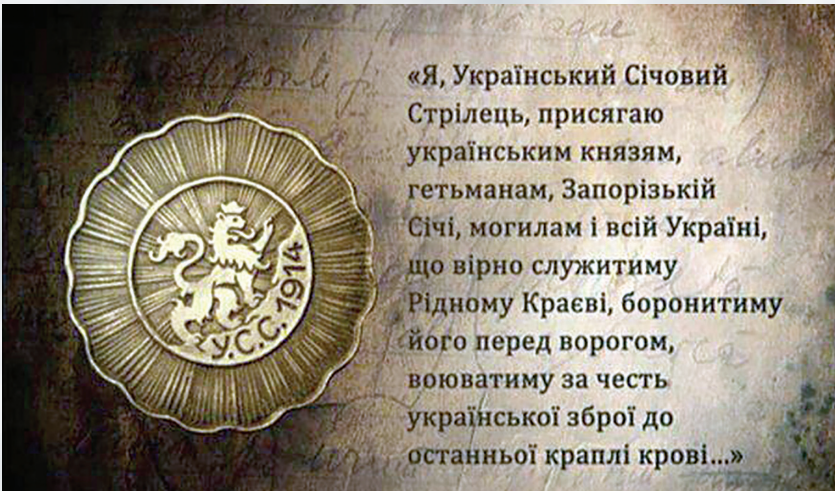 У.С.С. 1914
«Я, Український Січовий
Стрілець, присягаю
українським князям,
гетьманам, Запорізькій
Січі, могилам і всій Україні,
що вірно служитиму
Рідному Краєві, боронитиму
його перед ворогом,
воюватиму за честь
української зброї до
останньої краплі крові...»